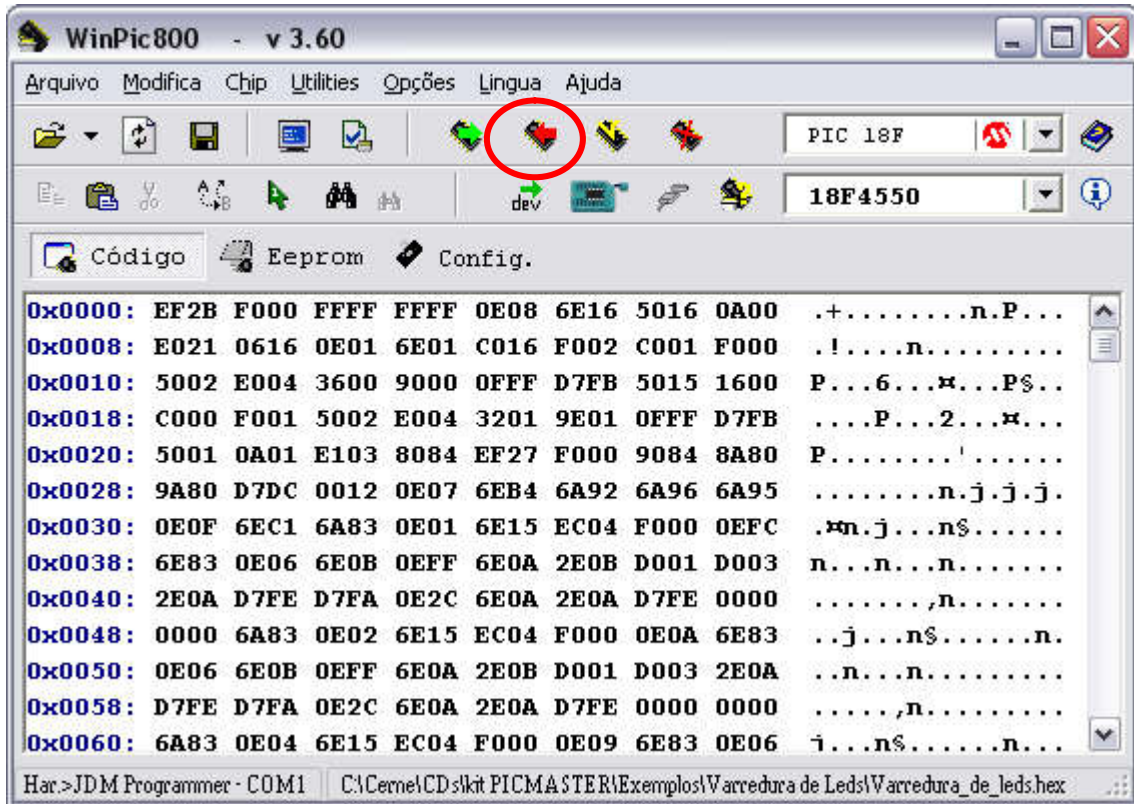 WinPic800 - v 3.60
Arquivo Modifica Chip Utilities Opções Lingua Ajuda
PIC 18F
dev 18F4550
Código Eeprom Config.
0x0000: EF2B F000 FFFF FFFF 0E08 6E16 5016 0A00 .+........n.P...
0x0008: E021 0616 0E01 6E01 C016 F002 C001 F000 .!....n.........
0x0010: 5002 E004 3600 9000 0FFF D7FB 5015 1600 P...6...¤...P§..
0x0018: C000 F001 5002 E004 3201 9E01 0FFF D7FB ....P...2...¤...
0x0020: 5001 0A01 E103 8084 EF27 F000 9084 8A80 P........'......
0x0028: 9A80 D7DC 0012 0E07 6EB4 6A92 6A96 6A95 ........n.j.j.j.
0x0030: 0E0F 6EC1 6A83 0E01 6E15 EC04 F000 0EFC .¤n.j...n§......
0x0038: 6E83 0E06 6E0B 0EFF 6E0A 2E0B D001 D003 n...n...n.......
0x0040: 2E0A D7FE D7FA 0E2C 6E0A 2E0A D7FE 0000 .......,n.......
0x0048: 0000 6A83 0E02 6E15 EC04 F000 0E0A 6E83 ..j...n§......n.
0x0050: 0E06 6E0B 0EFF 6E0A 2E0B D001 D003 2E0A ..n...n.........
0x0058: D7FE D7FA 0E2C 6E0A 2E0A D7FE 0000 0000 .....,n.........
0x0060: 6A83 0E04 6E15 EC04 F000 0E09 6E83 0E06 j...n§......n...
Har.>JDM Programmer - COM1 C:\Cerne\CDs\kit PICMASTER\Exemplos\Varredura de Leds\Varredura_de_leds.hex